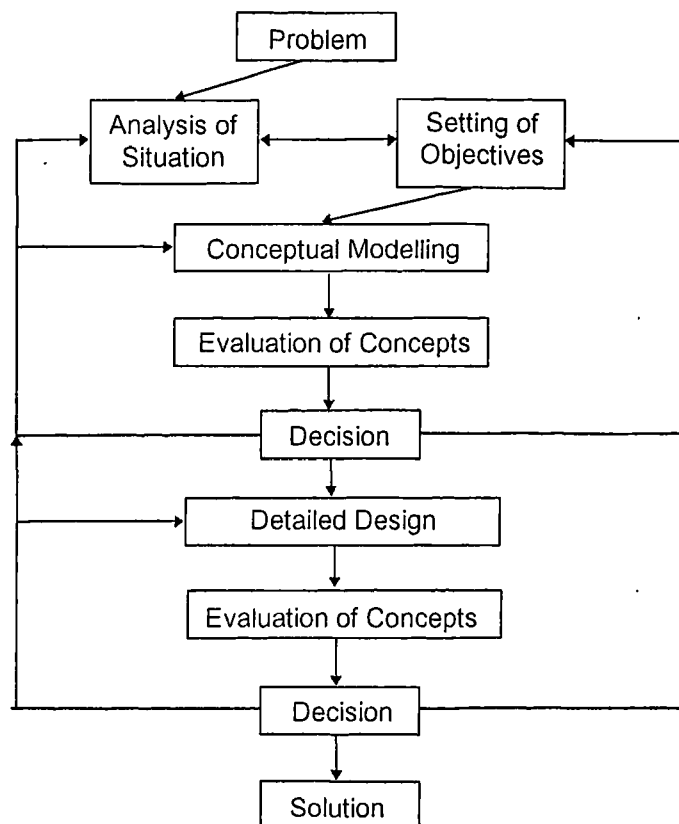 Problem
Analysis of
Situation
Setting of
Objectives
Conceptual Modelling
Evaluation of Concepts
Decision
Detailed Design
Evaluation of Concepts
Decision
Solution